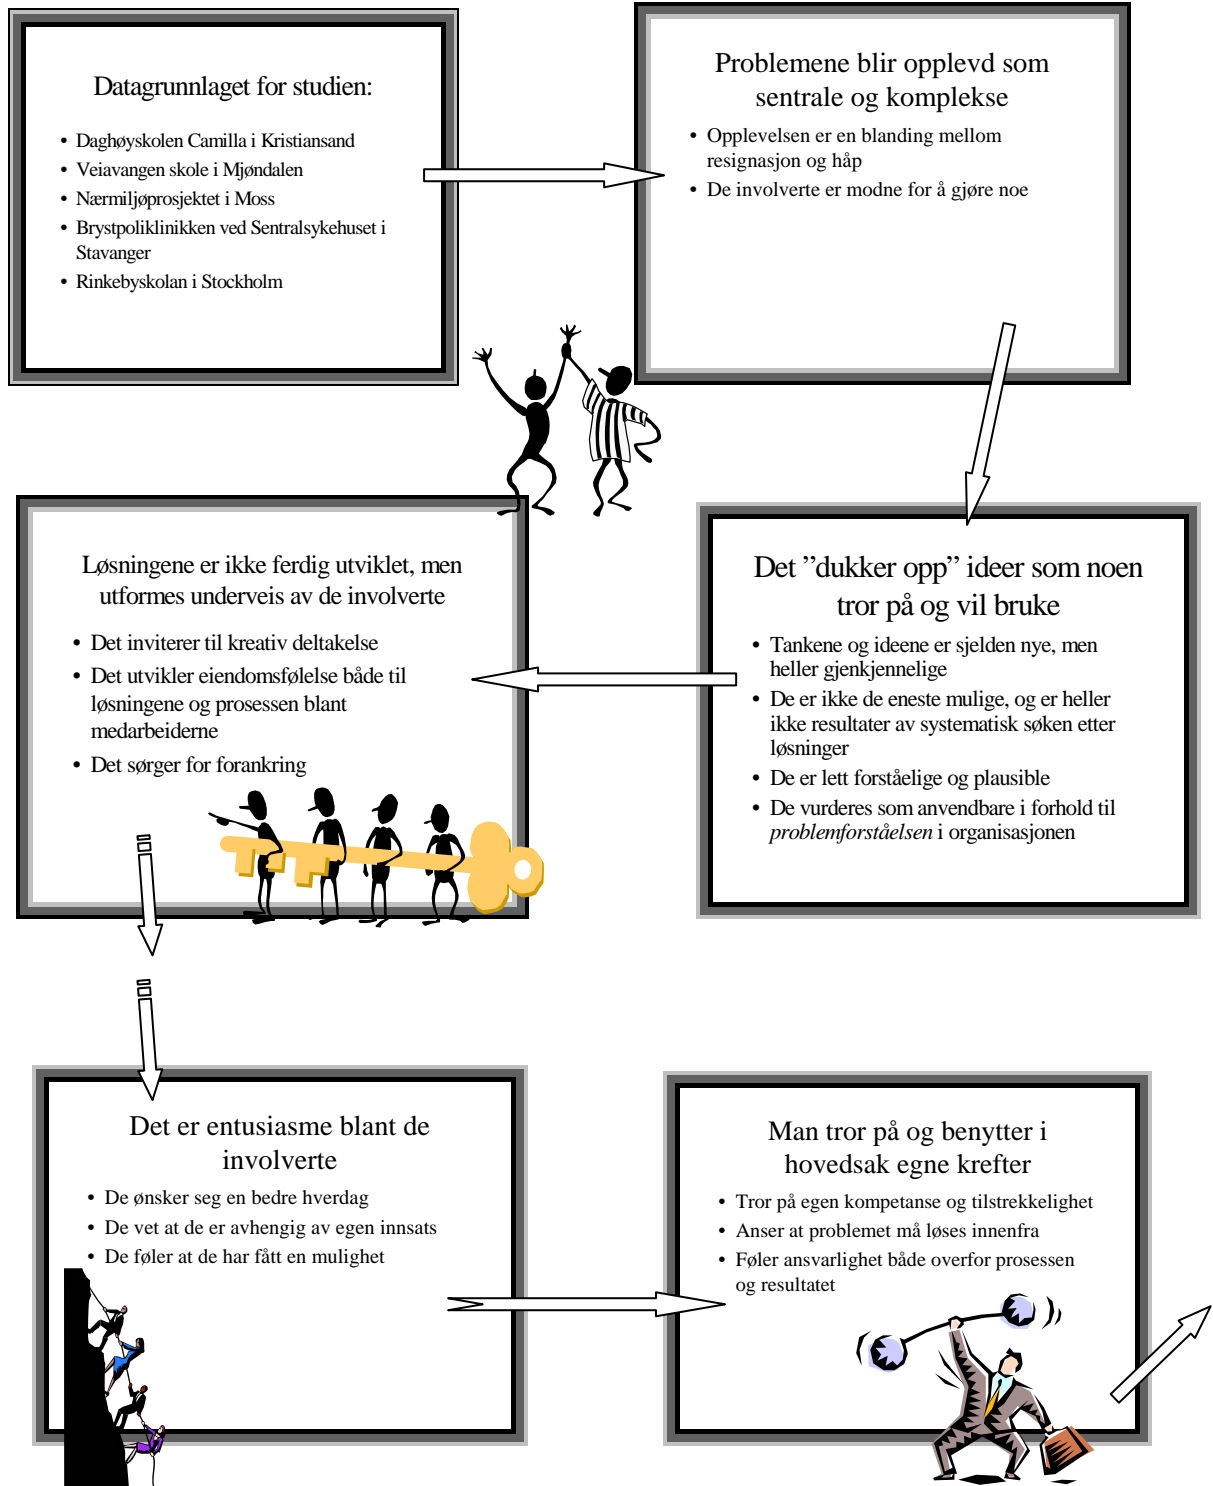 Datagrunnlaget for studien:
• Daghøyskolen Camilla i Kristiansand
• Veiavangen skole i Mjøndalen
• Nærmiljøprosjektet i Moss
• Brystpoliklinikken ved Sentralsykehuset i
Stavanger
• Rinkebyskolan i Stockholm
Problemene blir opplevd som
sentrale og komplekse
• Opplevelsen er en blanding mellom
resignasjon og håp
• De involverte er modne for å gjøre noe
Det ”dukker opp” ideer som noen
tror på og vil bruke
• Tankene og ideene er sjelden nye, men
heller gjenkjennelige
• De er ikke de eneste mulige, og er heller
ikke resultater av systematisk søken etter
løsninger
• De er lett forståelige og plausible
• De vurderes som anvendbare i forhold til
problemforståelsen i organisasjonen
Løsningene er ikke ferdig utviklet, men
utformes underveis av de involverte
• Det inviterer til kreativ deltakelse
• Det utvikler eiendomsfølelse både til
løsningene og prosessen blant
medarbeiderne
• Det sørger for forankring
Det er entusiasme blant de
involverte
• De ønsker seg en bedre hverdag
• De vet at de er avhengig av egen innsats
• De føler at de har fått en mulighet
Man tror på og benytter i
hovedsak egne krefter
• Tror på egen kompetanse og tilstrekkelighet
• Anser at problemet må løses innenfra
• Føler ansvarlighet både overfor prosessen
og resultatet